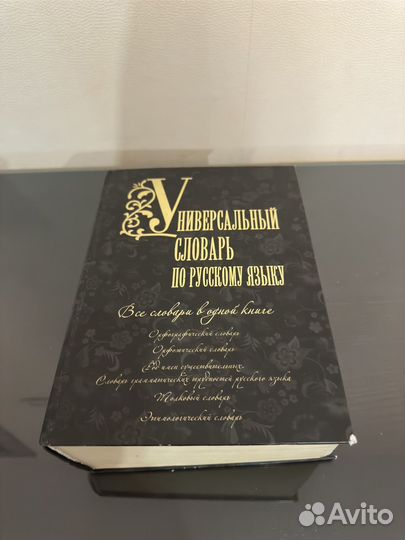 Универсальный
словарь
по русскому языку
Все словари в одной книге
Орфографический словарь
Орфоэпический словарь
Род имен существительных
Словарь грамматических трудностей русского языка
Толковый словарь
Этимологический словарь
Avito